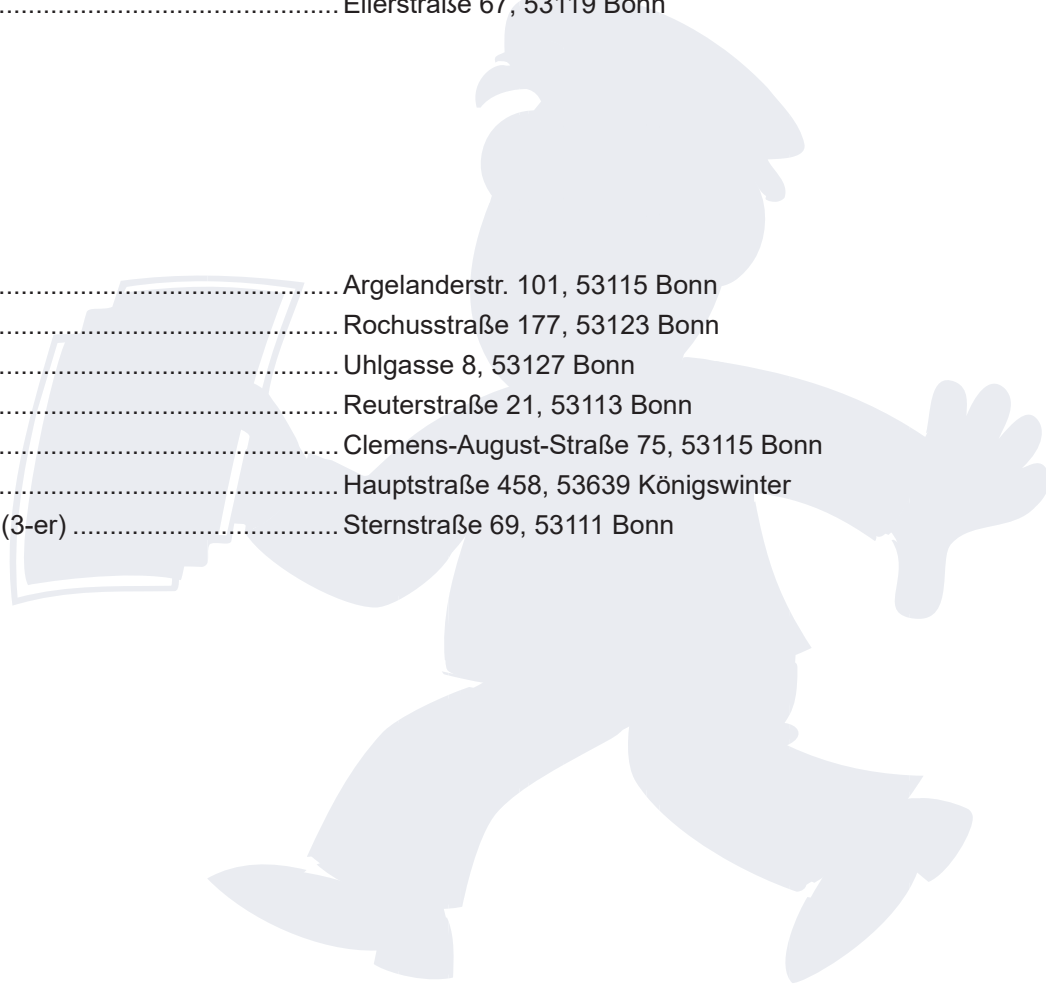 ........................................ Ellerstraße 67, 53119 Bonn
........................................ Argelanderstr. 101, 53115 Bonn
........................................ Rochusstraße 177, 53123 Bonn
........................................ Uhlgasse 8, 53127 Bonn
........................................ Reuterstraße 21, 53113 Bonn
........................................ Clemens-August-Straße 75, 53115 Bonn
........................................ Hauptstraße 458, 53639 Königswinter
(3-er) .................................... Sternstraße 69, 53111 Bonn